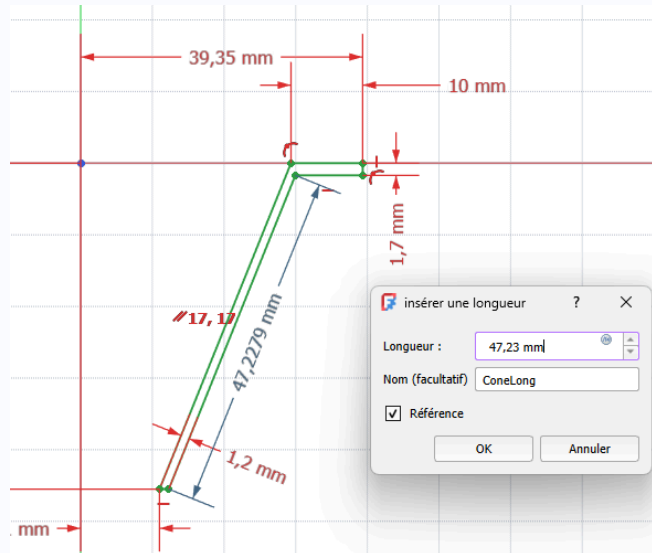 39,35 mm
10 mm
1,7 mm
17, 17
47,2279 mm
1,2 mm
mm
insérer une longueur ? ×
Longueur : 47,23 mm
Nom (facultatif) ConeLong
Référence
OK Annuler